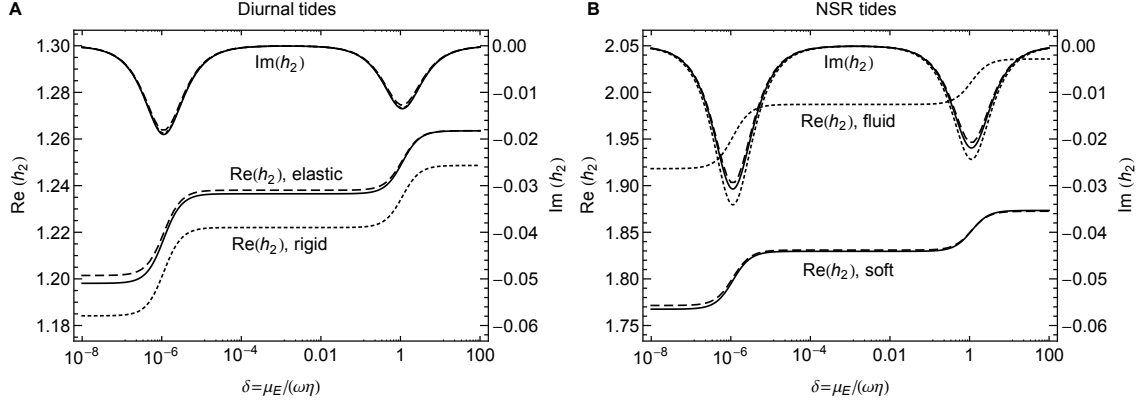 A
Diurnal tides
1.30
1.28
1.26
1.24
1.22
1.20
1.18
Re (h₂)
0.00
−0.01
−0.02
−0.03
−0.04
−0.05
−0.06
Im (h₂)
Im(h₂)
Re(h₂), elastic
Re(h₂), rigid
10⁻⁸
10⁻⁶
10⁻⁴
0.01
1
100
δ=μ_E/(ωη)
B
NSR tides
2.05
2.00
1.95
1.90
1.85
1.80
1.75
Re (h₂)
0.00
−0.01
−0.02
−0.03
−0.04
−0.05
−0.06
Im (h₂)
Im(h₂)
Re(h₂), fluid
Re(h₂), soft
10⁻⁸
10⁻⁶
10⁻⁴
0.01
1
100
δ=μ_E/(ωη)